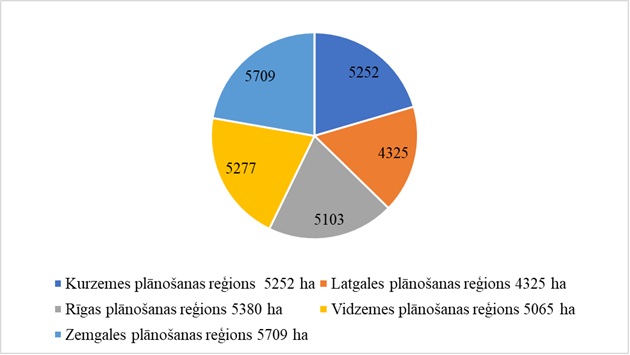 5709
5252
4325
5277
5103
Kurzemes plānošanas reģions 5252 ha
Latgales plānošanas reģions 4325 ha
Rīgas plānošanas reģions 5380 ha
Vidzemes plānošanas reģions 5065 ha
Zemgales plānošanas reģions 5709 ha